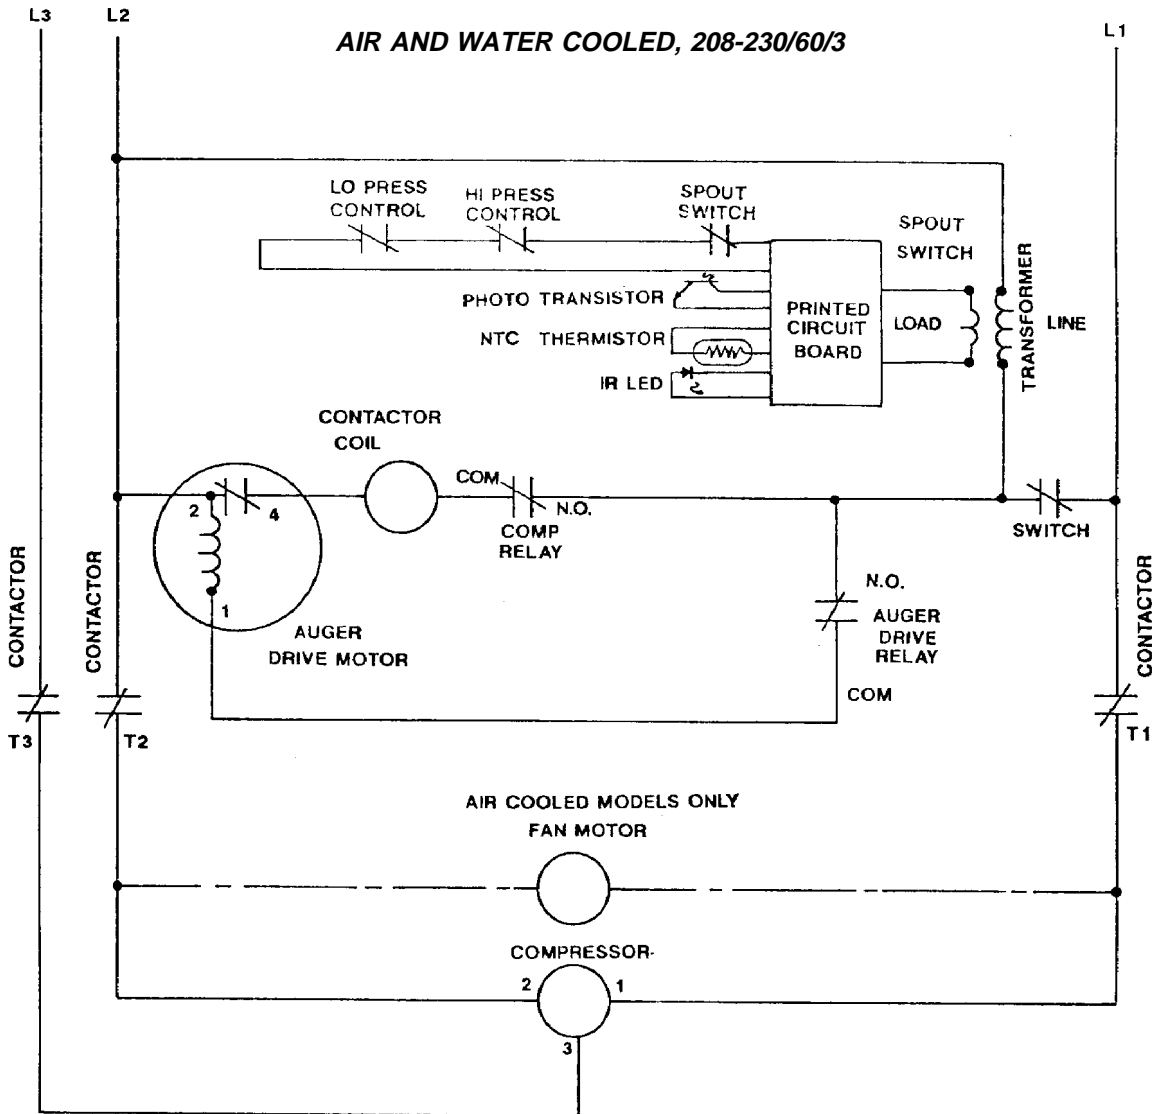 L3
L2
AIR AND WATER COOLED, 208-230/60/3
L1
LO PRESS
CONTROL
HI PRESS
CONTROL
SPOUT
SWITCH
SPOUT
SWITCH
PHOTO TRANSISTOR
NTC THERMISTOR
IR LED
PRINTED
CIRCUIT
BOARD
LOAD
TRANSFORMER
LINE
CONTACTOR
COIL
COM
N.O.
COMP
RELAY
2
4
1
AUGER
DRIVE MOTOR
SWITCH
N.O.
AUGER
DRIVE
RELAY
COM
CONTACTOR
CONTACTOR
CONTACTOR
T3
T2
T1
AIR COOLED MODELS ONLY
FAN MOTOR
COMPRESSOR
2
1
3